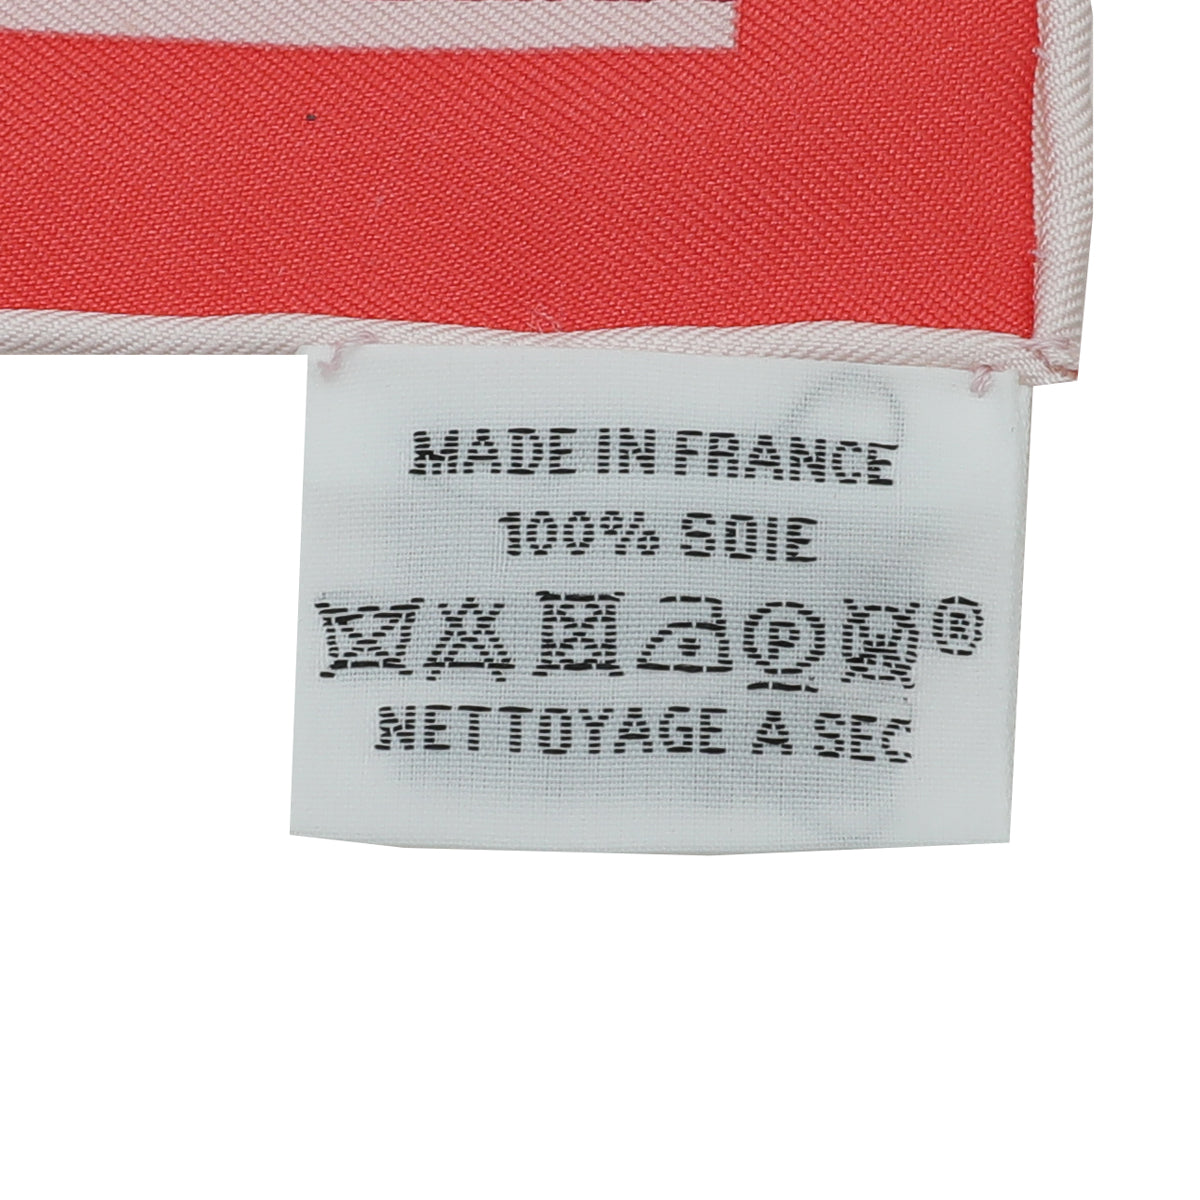 MADE IN FRANCE
100% SOIE
P ®
NETTOYAGE A SEC